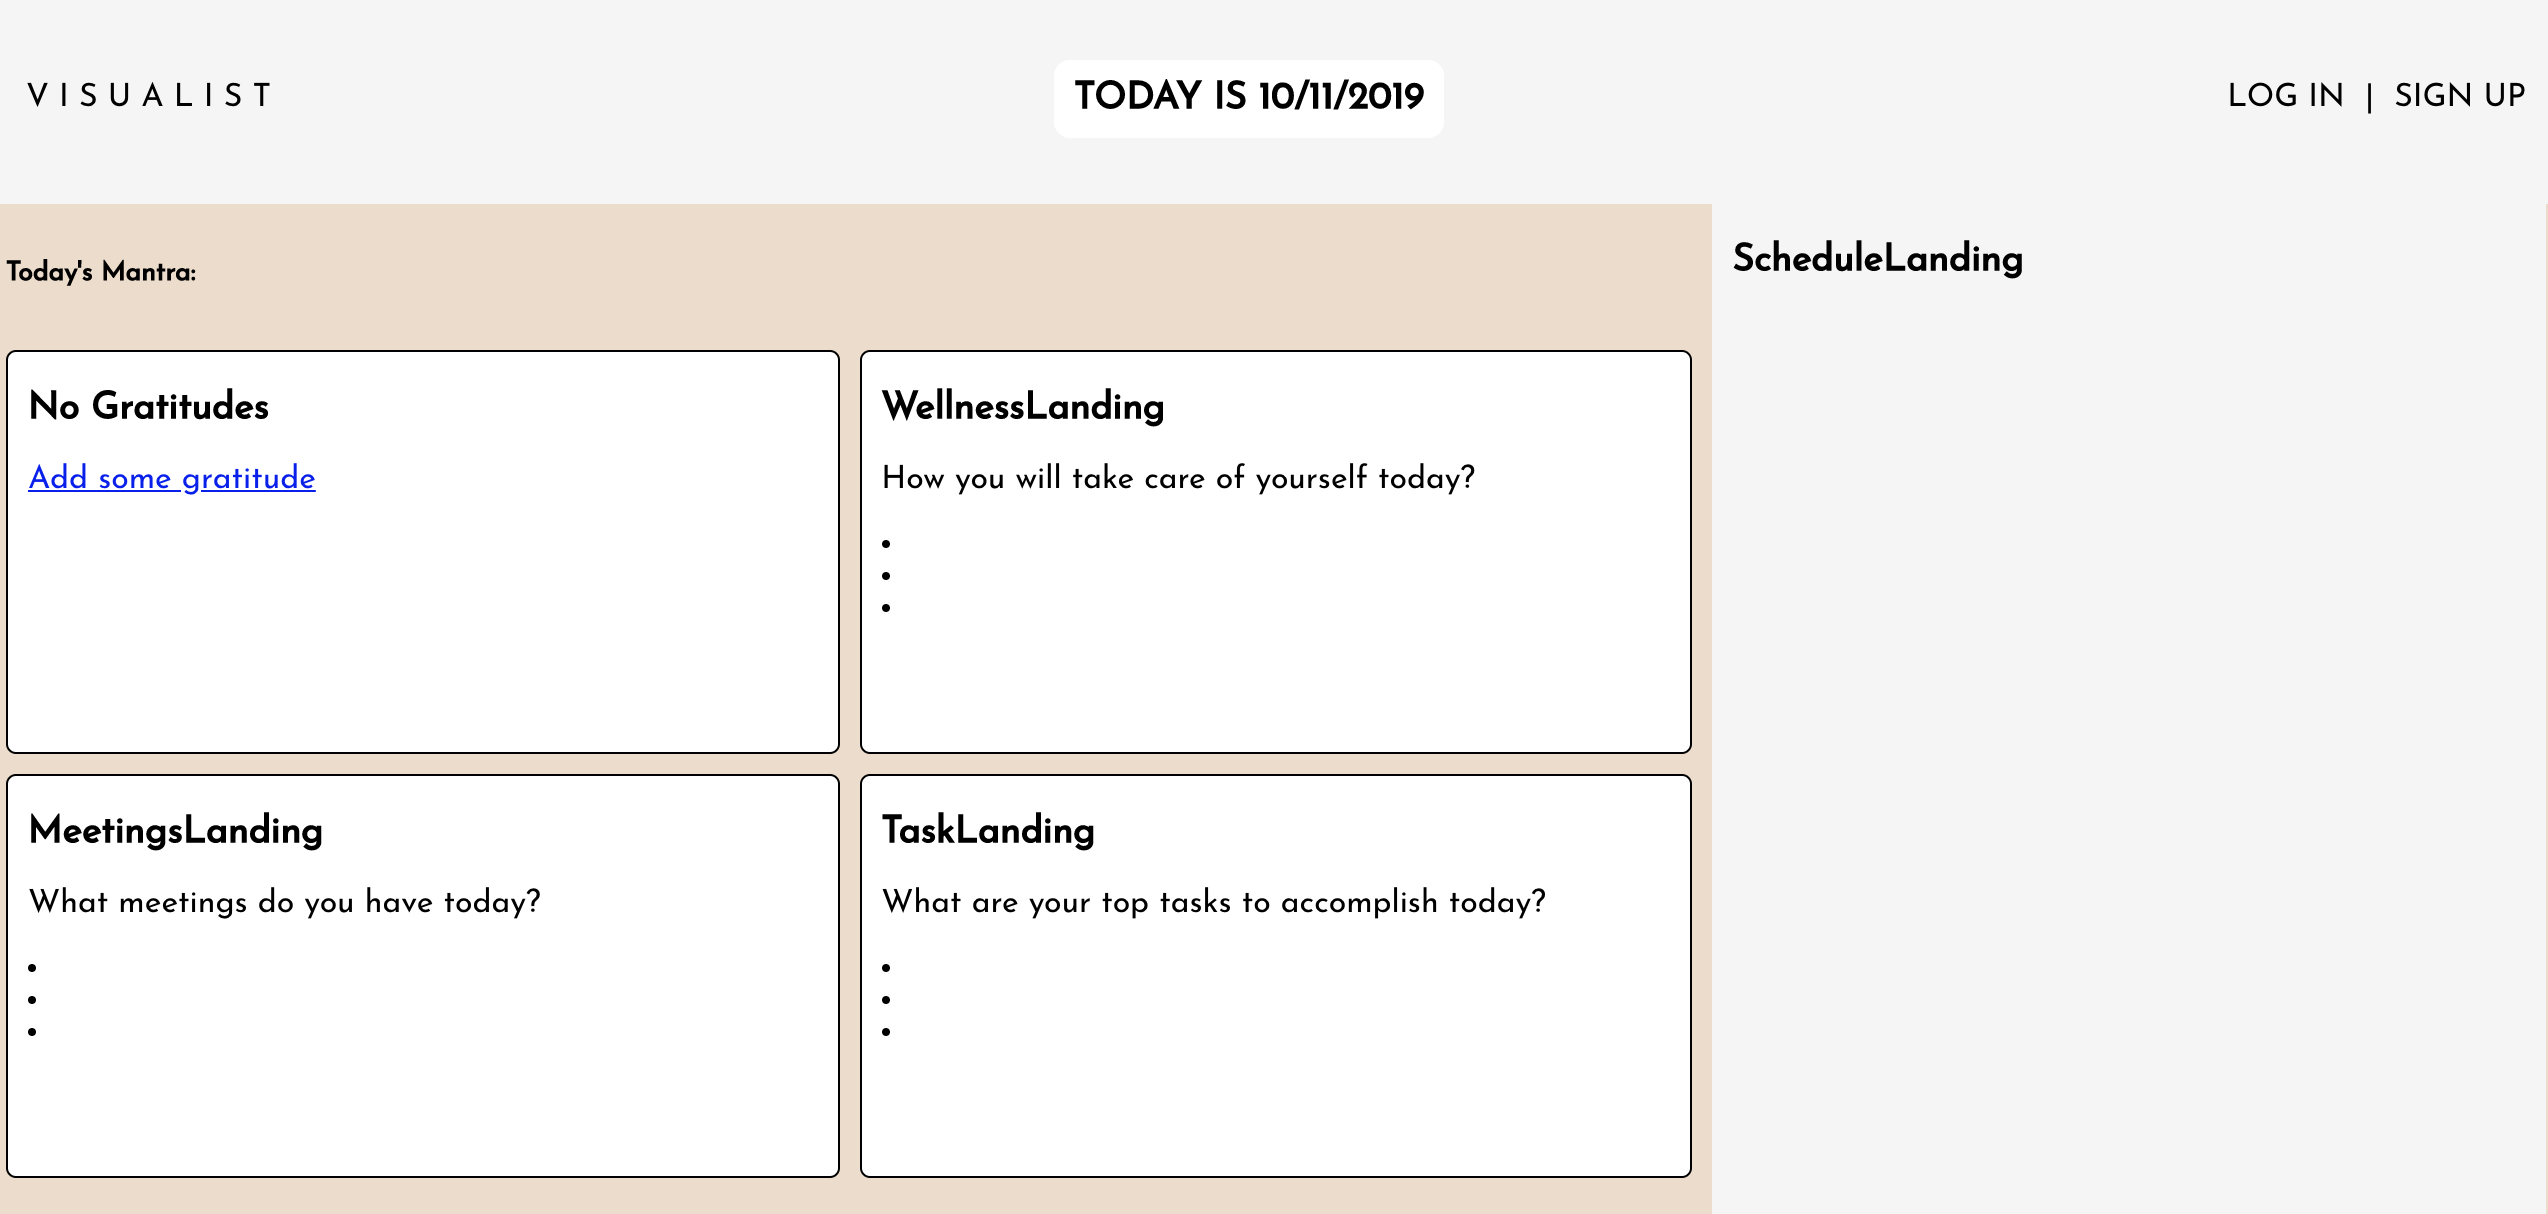 VISUALIST
TODAY IS 10/11/2019
LOG IN | SIGN UP
Today's Mantra:
No Gratitudes
Add some gratitude
WellnessLanding
How you will take care of yourself today?
•
•
•
MeetingsLanding
What meetings do you have today?
•
•
•
TaskLanding
What are your top tasks to accomplish today?
•
•
•
ScheduleLanding